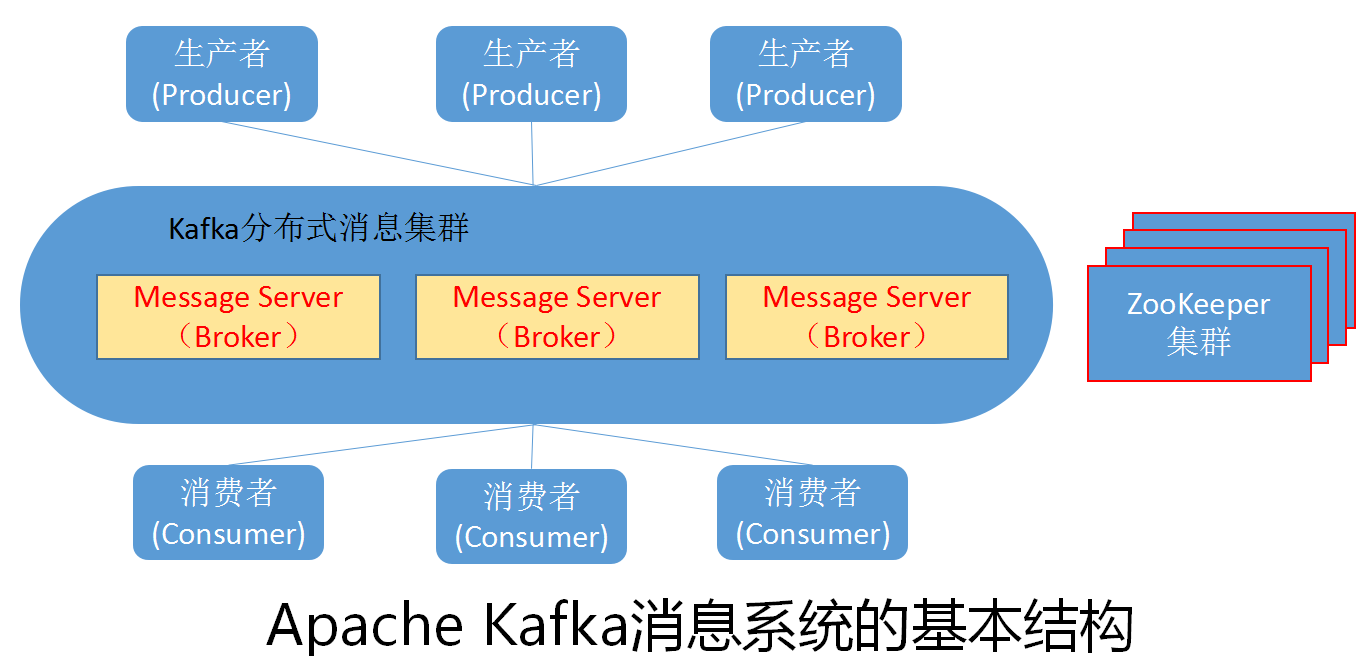 生产者
(Producer)
生产者
(Producer)
生产者
(Producer)
Kafka分布式消息集群
Message Server
（Broker）
Message Server
（Broker）
Message Server
（Broker）
ZooKeeper
集群
消费者
(Consumer)
消费者
(Consumer)
消费者
(Consumer)
Apache Kafka消息系统的基本结构